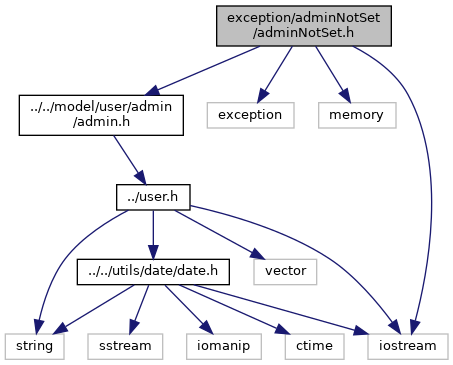 exception/adminNotSet
/adminNotSet.h
../../model/user/admin
/admin.h
exception
memory
../user.h
../../utils/date/date.h
vector
string
sstream
iomanip
ctime
iostream